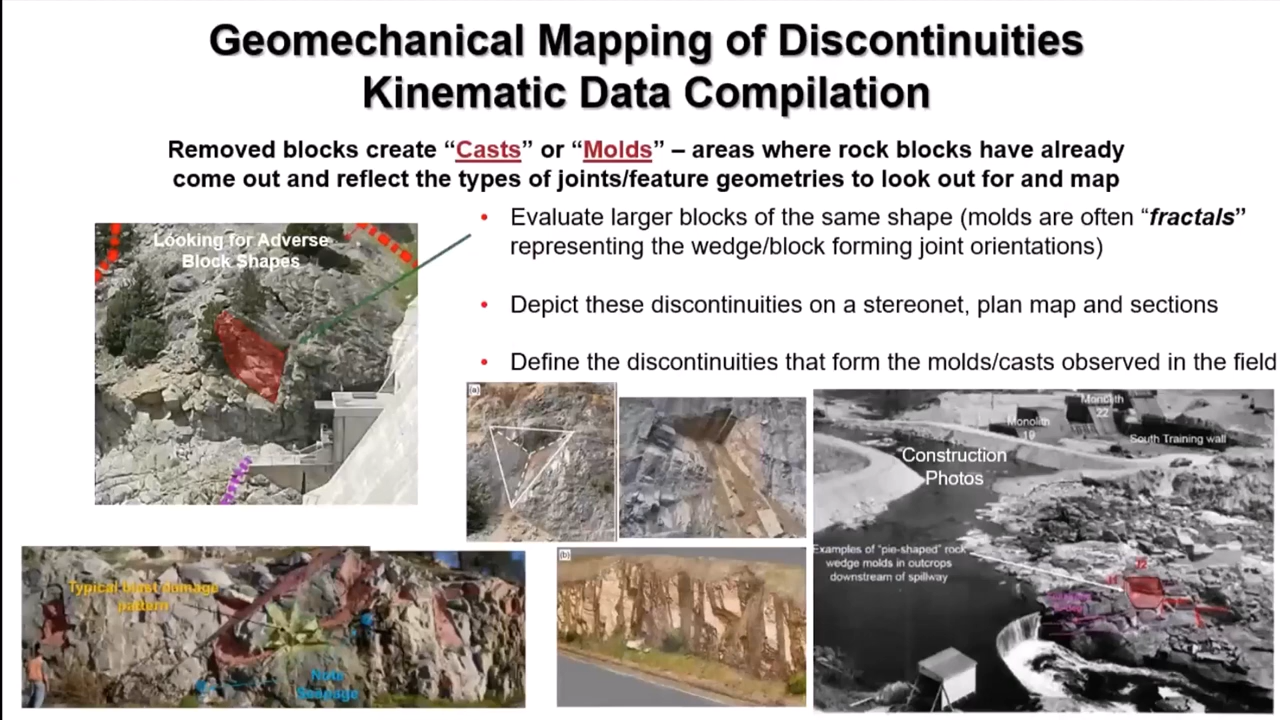 Geomechanical Mapping of Discontinuities
Kinematic Data Compilation
Removed blocks create “Casts” or “Molds” – areas where rock blocks have already
come out and reflect the types of joints/feature geometries to look out for and map
• Evaluate larger blocks of the same shape (molds are often “fractals”
representing the wedge/block forming joint orientations)
• Depict these discontinuities on a stereonet, plan map and sections
• Define the discontinuities that form the molds/casts observed in the field
Looking for Adverse
Block Shapes
(a)
Monolith
22
Monolith
19
South Training wall
Construction
Photos
Examples of "pie-shaped" rock
wedge molds in outcrops
downstream of spillway
J2
J1
Typical blast damage
pattern
Note
Seepage
(b)